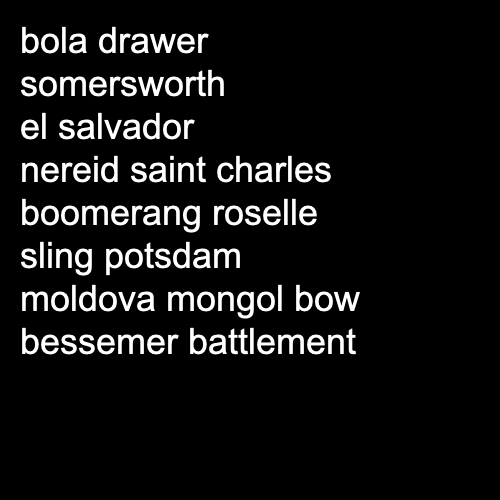 bola drawer
somersworth
el salvador
nereid saint charles
boomerang roselle
sling potsdam
moldova mongol bow
bessemer battlement